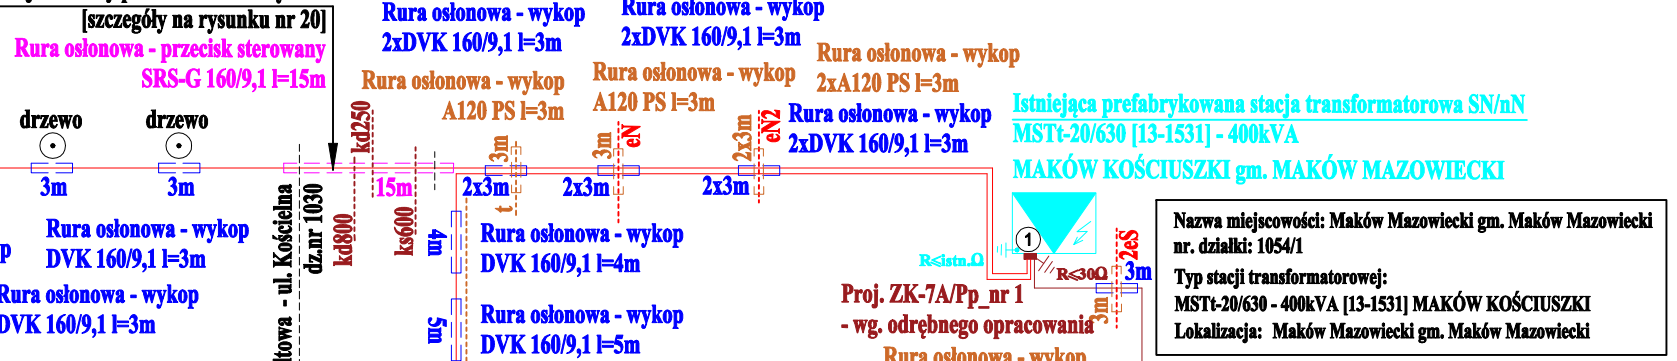 [szczegóły na rysunku nr 20]
Rura osłonowa - przecisk sterowany
SRS-G 160/9,1 l=15m
Rura osłonowa - wykop
2xDVK 160/9,1 l=3m
Rura osłonowa - wykop
2xDVK 160/9,1 l=3m
Rura osłonowa - wykop
A120 PS l=3m
Rura osłonowa - wykop
A120 PS l=3m
Rura osłonowa - wykop
2xA120 PS l=3m
Rura osłonowa - wykop
2xDVK 160/9,1 l=3m
Istniejąca prefabrykowana stacja transformatorowa SN/nN
MSTt-20/630 [13-1531] - 400kVA
MAKÓW KOŚCIUSZKI gm. MAKÓW MAZOWIECKI
drzewo
drzewo
kd250
3m
3m
eN
2x3m
eN2
3m
3m
15m
2x3m
2x3m
2x3m
t
kd800
ks600
- ul. Kościelna
dz.nr 1030
Rura osłonowa - wykop
DVK 160/9,1 l=3m
p
Rura osłonowa - wykop
DVK 160/9,1 l=3m
4m
Rura osłonowa - wykop
DVK 160/9,1 l=4m
5m
Rura osłonowa - wykop
DVK 160/9,1 l=5m
1
R≤Istn.Ω
R≤30Ω
2eS
3m
3m
Proj. ZK-7A/Pp_nr 1
- wg. odrębnego opracowania
Rura osłonowa - wykop
Nazwa miejscowości: Maków Mazowiecki gm. Maków Mazowiecki
nr. działki: 1054/1
Typ stacji transformatorowej:
MSTt-20/630 - 400kVA [13-1531] MAKÓW KOŚCIUSZKI
Lokalizacja: Maków Mazowiecki gm. Maków Mazowiecki